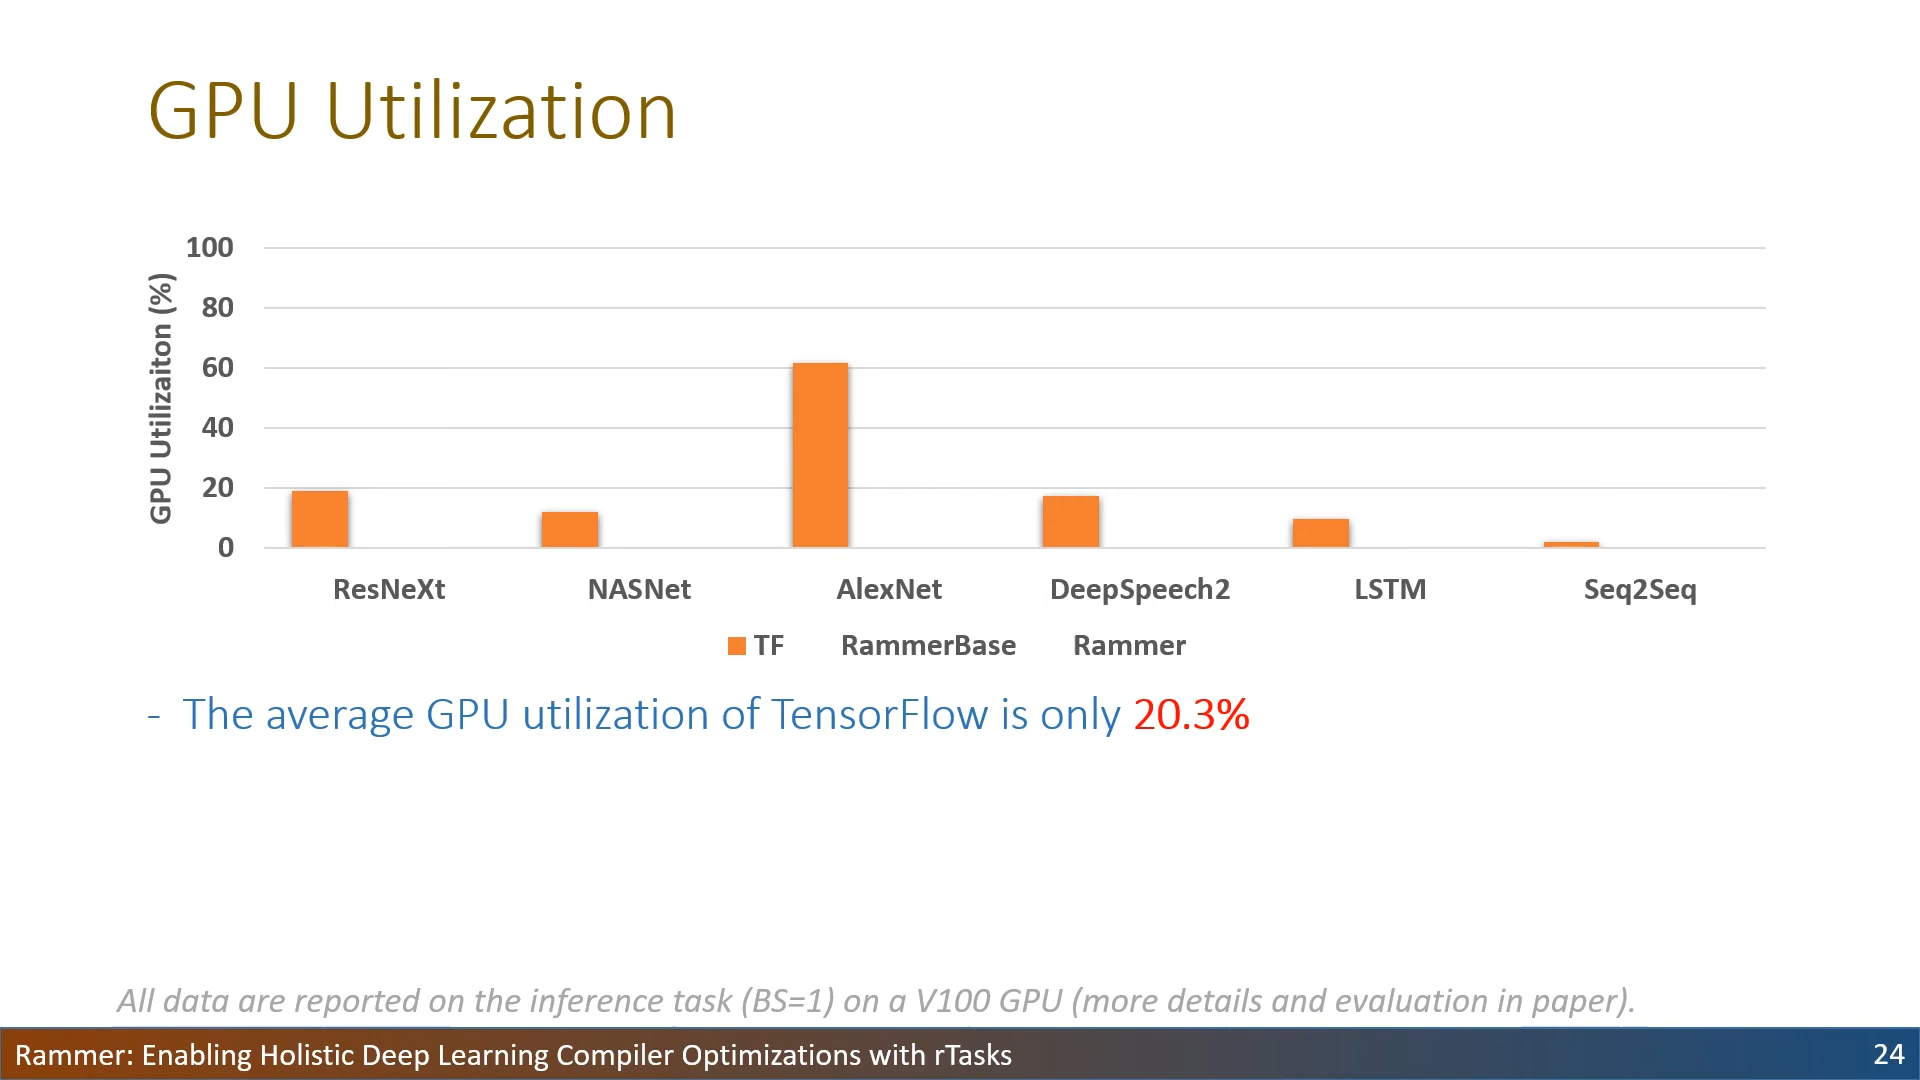 GPU Utilization
GPU Utilizaiton (%)
100
80
60
40
20
0
ResNeXt NASNet AlexNet DeepSpeech2 LSTM Seq2Seq
TF RammerBase Rammer
- The average GPU utilization of TensorFlow is only 20.3%
All data are reported on the inference task (BS=1) on a V100 GPU (more details and evaluation in paper).
Rammer: Enabling Holistic Deep Learning Compiler Optimizations with rTasks 24